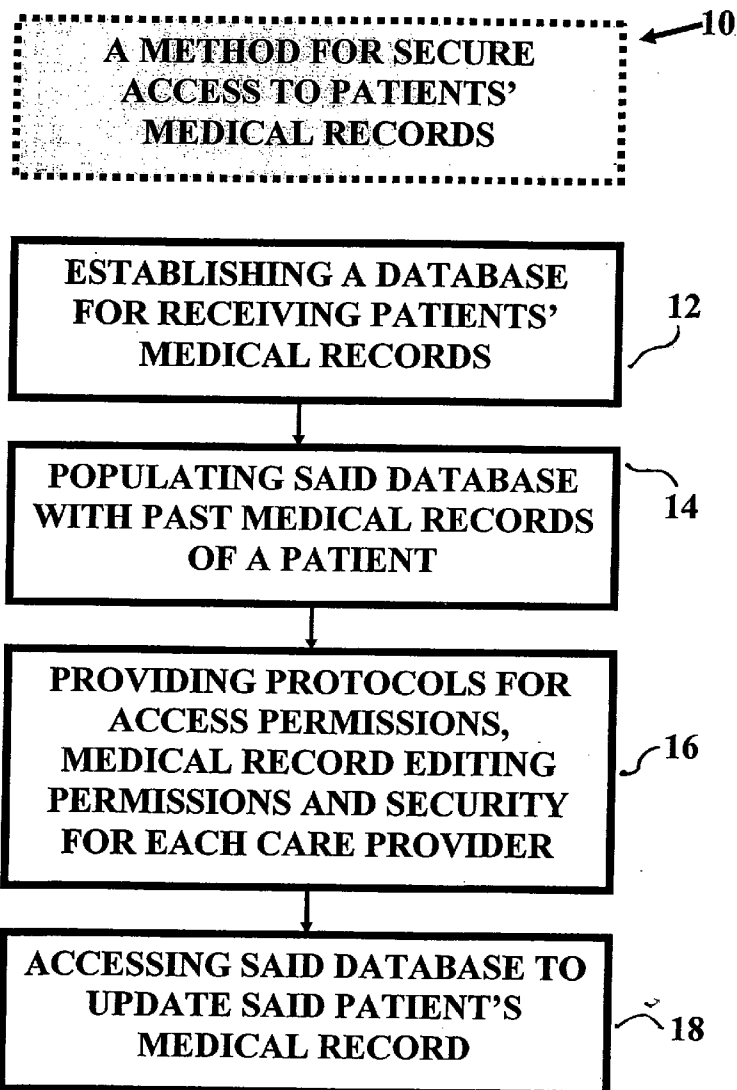 10
A METHOD FOR SECURE
ACCESS TO PATIENTS'
MEDICAL RECORDS
ESTABLISHING A DATABASE
FOR RECEIVING PATIENTS'
MEDICAL RECORDS
12
POPULATING SAID DATABASE
WITH PAST MEDICAL RECORDS
OF A PATIENT
14
PROVIDING PROTOCOLS FOR
ACCESS PERMISSIONS,
MEDICAL RECORD EDITING
PERMISSIONS AND SECURITY
FOR EACH CARE PROVIDER
16
ACCESSING SAID DATABASE TO
UPDATE SAID PATIENT'S
MEDICAL RECORD
18